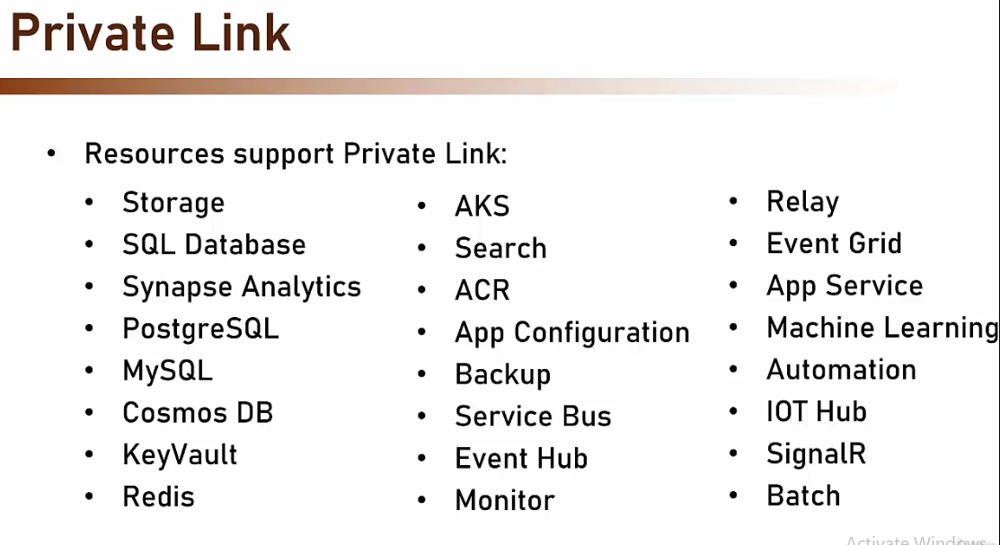 Private Link
• Resources support Private Link:
• Storage
• SQL Database
• Synapse Analytics
• PostgreSQL
• MySQL
• Cosmos DB
• KeyVault
• Redis
• AKS
• Search
• ACR
• App Configuration
• Backup
• Service Bus
• Event Hub
• Monitor
• Relay
• Event Grid
• App Service
• Machine Learning
• Automation
• IOT Hub
• SignalR
• Batch
Activate Windows